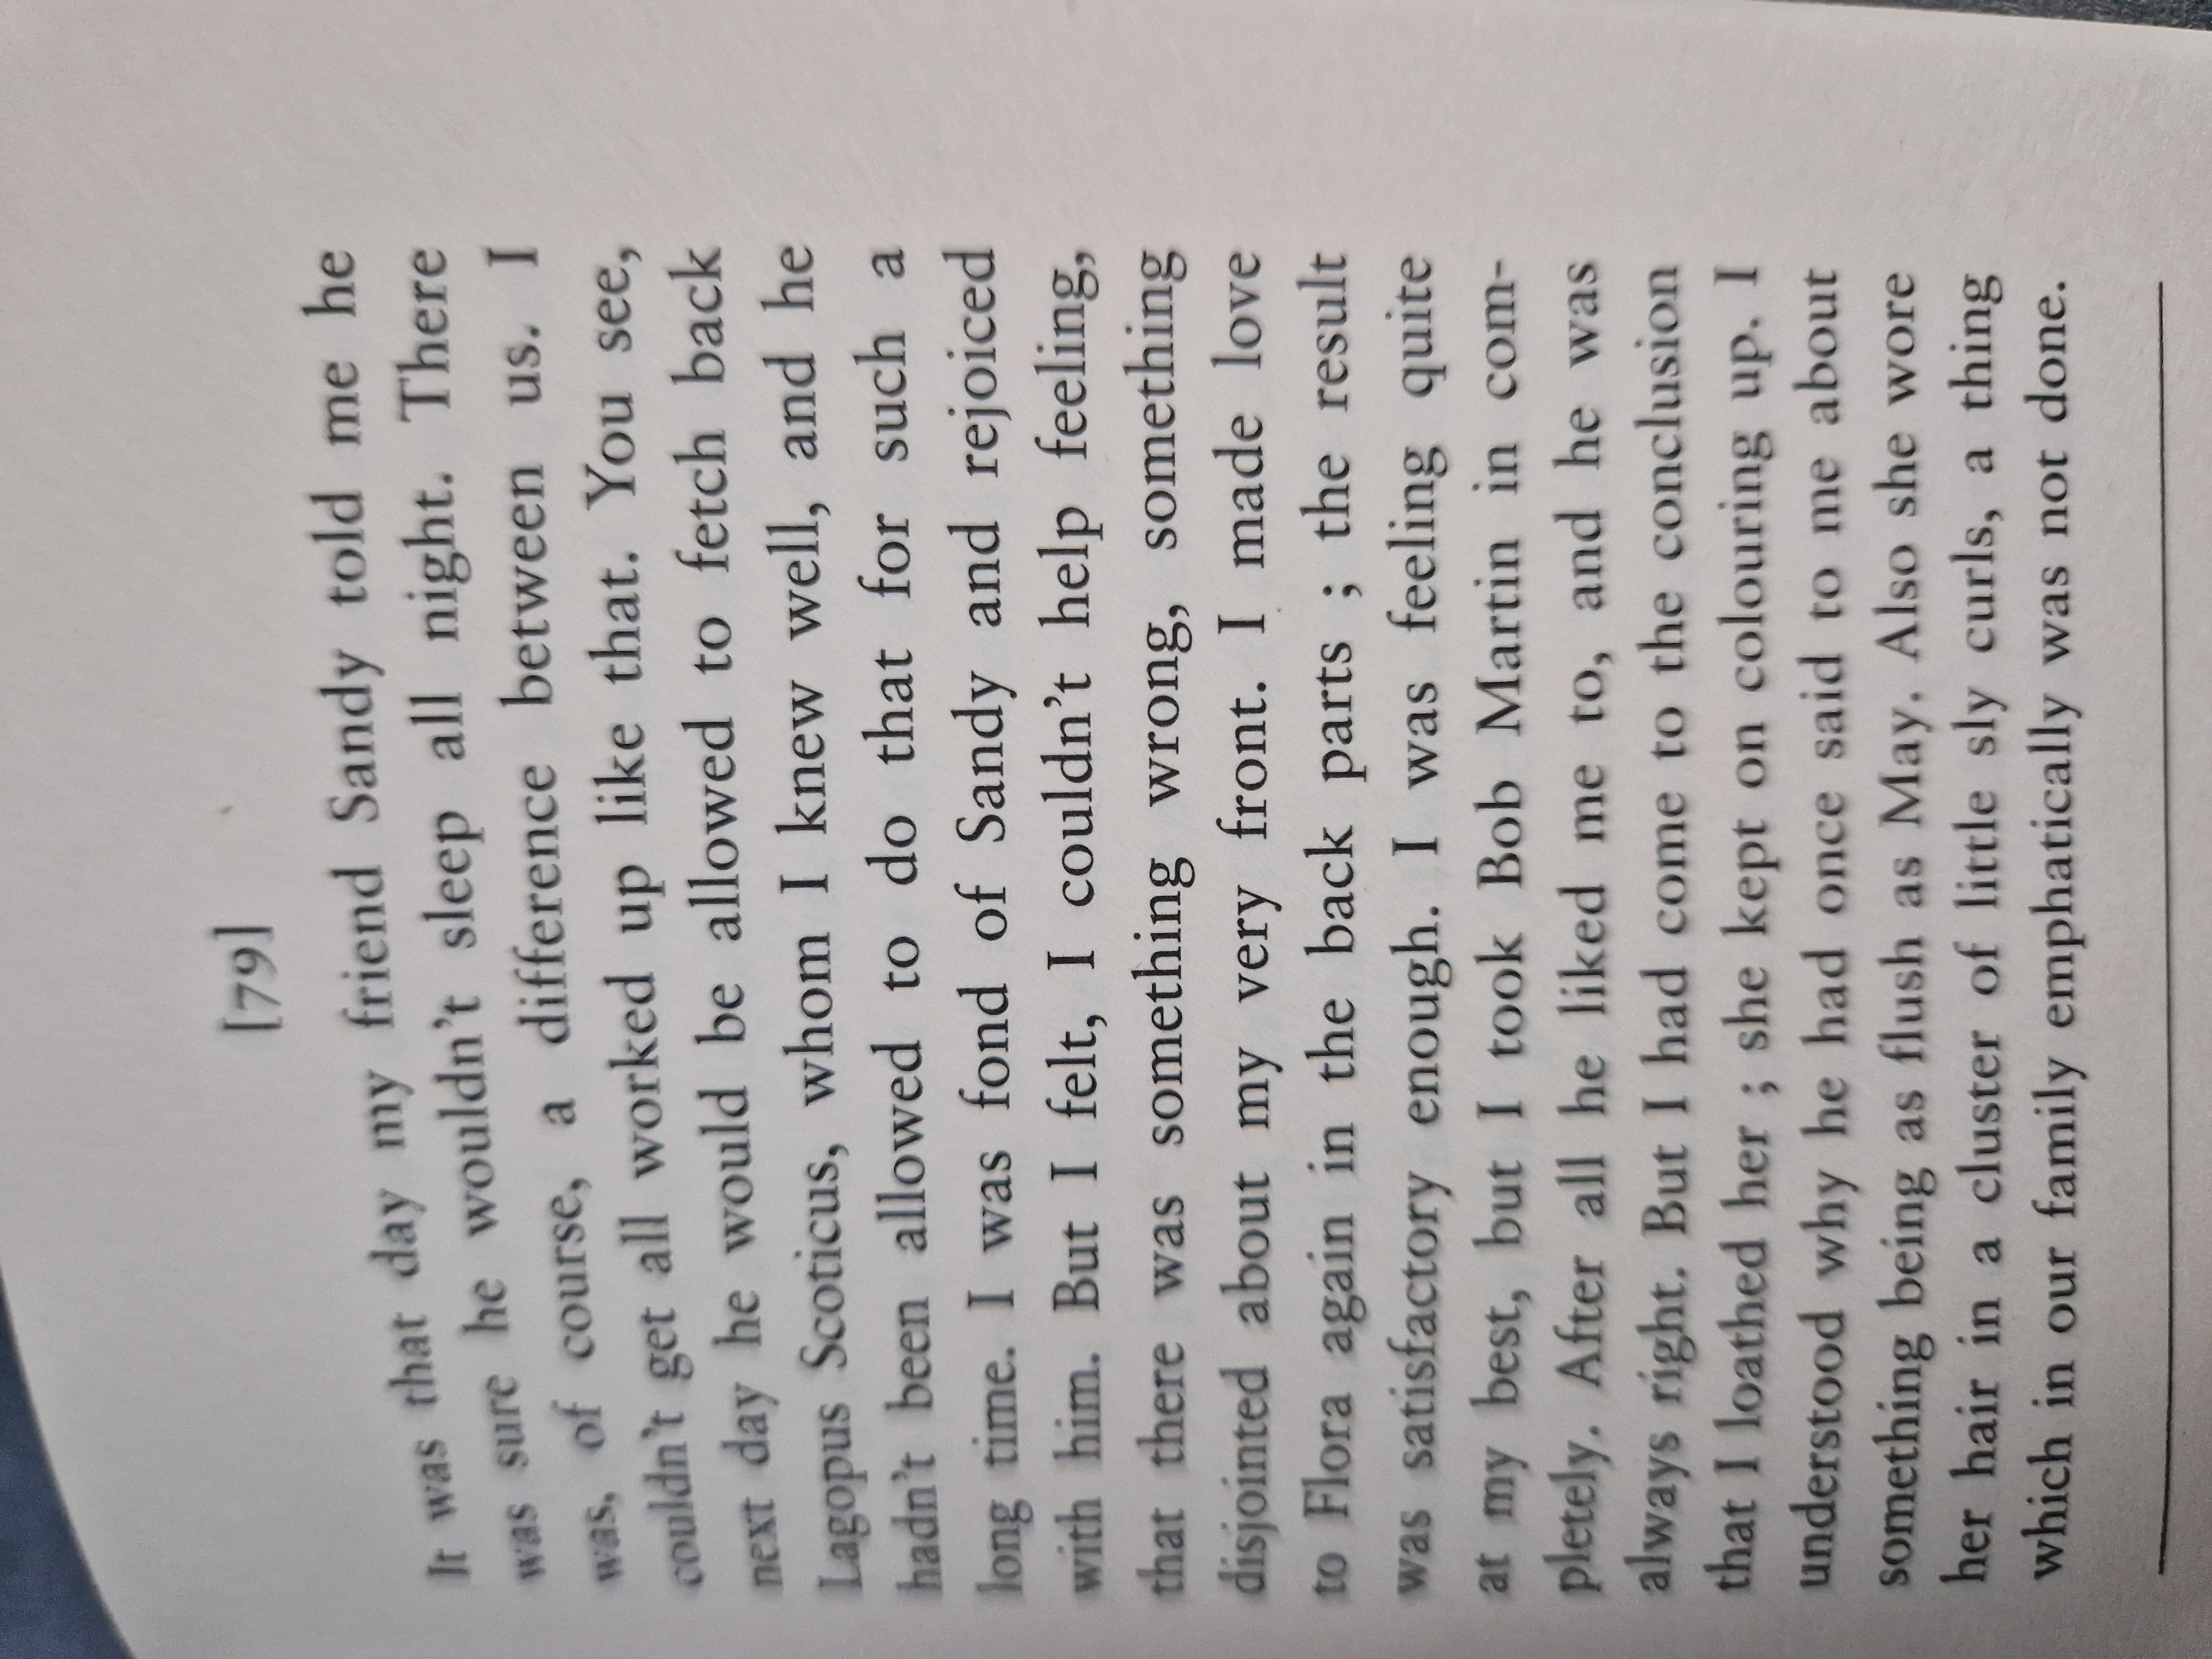 [79]
It was that day my friend Sandy told me he
was sure he wouldn't sleep all night. There
was, of course, a difference between us. I
couldn't get all worked up like that. You see,
next day he would be allowed to fetch back
Lagopus Scoticus, whom I knew well, and he
hadn't been allowed to do that for such a
long time. I was fond of Sandy and rejoiced
with him. But I felt, I couldn't help feeling,
that there was something wrong, something
disjointed about my very front. I made love
to Flora again in the back parts ; the result
was satisfactory enough. I was feeling quite
at my best, but I took Bob Martin in com-
pletely. After all he liked me to, and he was
always right. But I had come to the conclusion
that I loathed her ; she kept on colouring up. I
understood why he had once said to me about
something being as flush as May. Also she wore
her hair in a cluster of little sly curls, a thing
which in our family emphatically was not done.